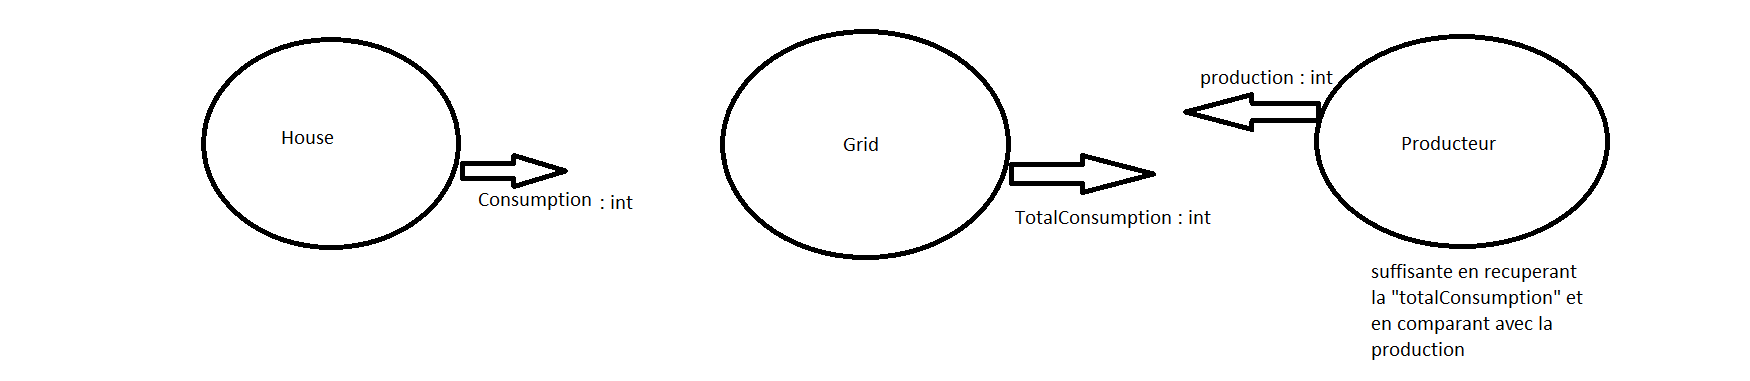 House
Consumption : int
Grid
TotalConsumption : int
production : int
Producteur
suffisante en recuperant
la "totalConsumption" et
en comparant avec la
production